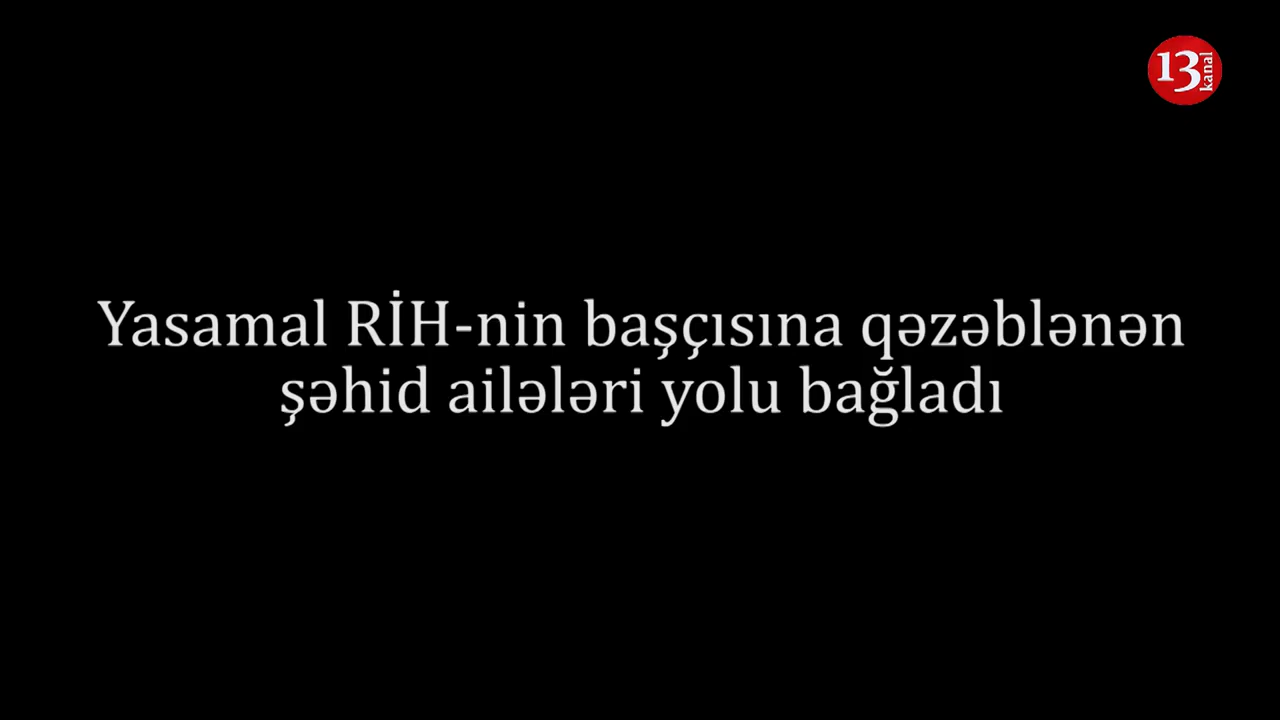 13 kanal
Yasamal RİH-nin başçısına qəzəblənən
şəhid ailələri yolu bağladı